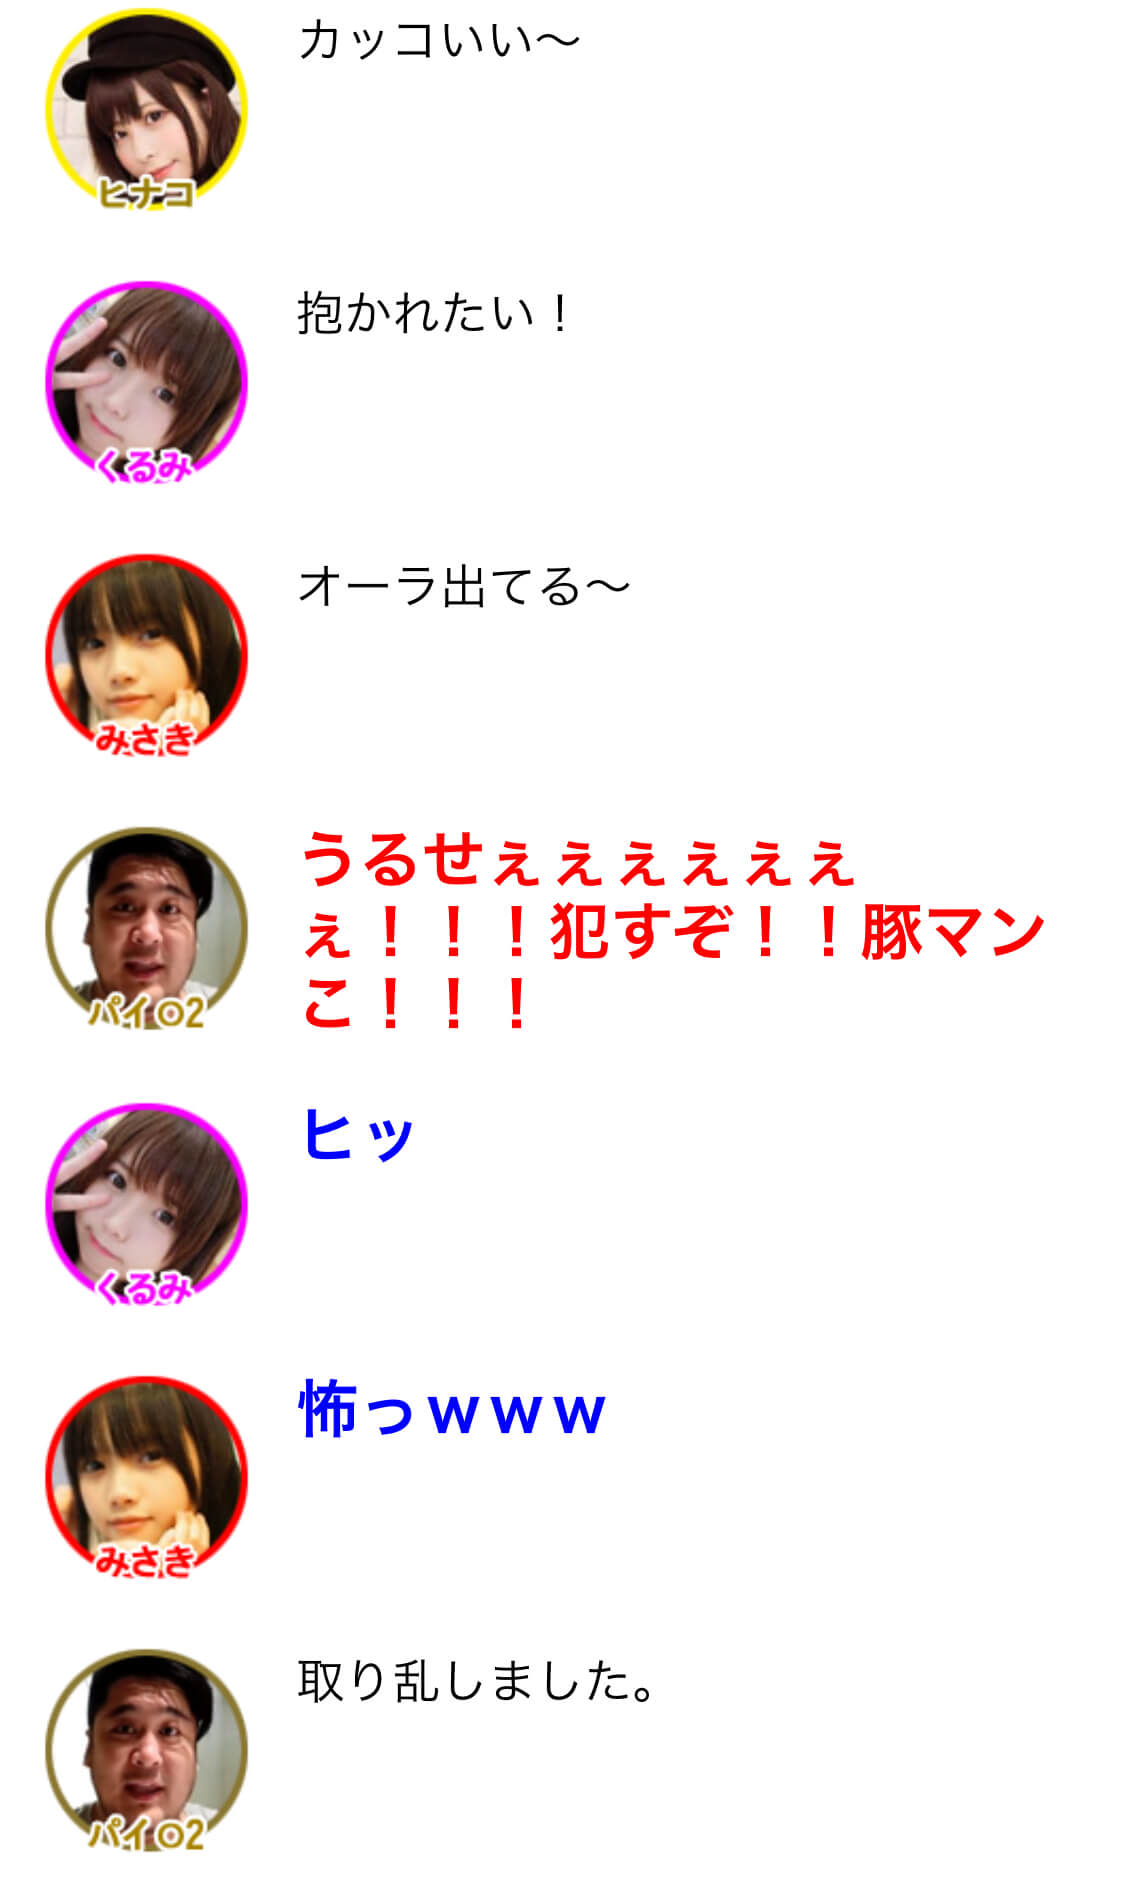 カッコいい〜
ヒナコ
抱かれたい！
くるみ
オーラ出てる〜
みさき
うるせぇぇぇぇぇぇ
ぇ！！！犯すぞ！！豚マン
こ！！！
パイ○2
ヒッ
くるみ
怖っｗｗｗ
みさき
取り乱しました。
パイ○2